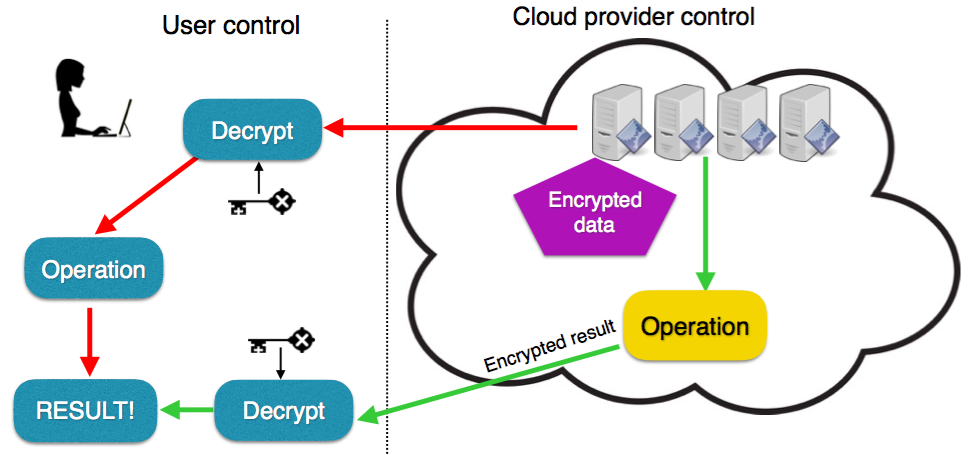 User control
Cloud provider control
Decrypt
Encrypted
data
Operation
Operation
Encrypted result
RESULT!
Decrypt